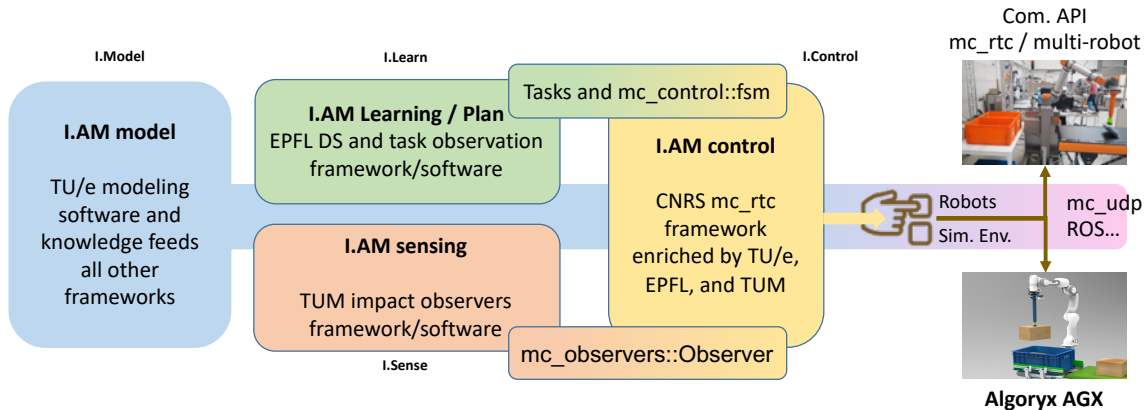 I.Model
I.AM model
TU/e modeling
software and
knowledge feeds
all other
frameworks
I.Learn
I.AM Learning / Plan
EPFL DS and task observation
framework/software
Tasks and mc_control::fsm
I.AM sensing
TUM impact observers
framework/software
I.Sense
mc_observers::Observer
I.Control
I.AM control
CNRS mc_rtc
framework
enriched by TU/e,
EPFL, and TUM
Robots
Sim. Env.
Com. API
mc_rtc / multi-robot
mc_udp
ROS...
Algoryx AGX